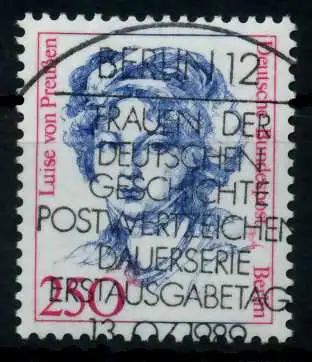 BERLIN 12
FRAUEN DER
DEUTSCHEN
GESCHICHTE
POSTWERTZEICHEN
DAUERSERIE
ERSTAUSGABETAG
13.07.1989
Luise von Preußen
Deutsche Bundespost
Berlin
250